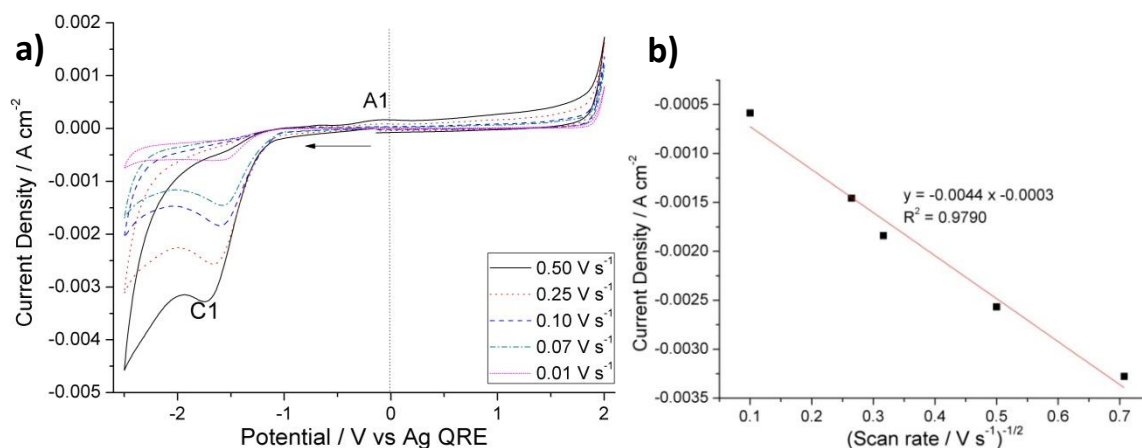 a)
0.002
0.001
0.000
-0.001
-0.002
-0.003
-0.004
-0.005
Current Density / A cm⁻²
A1
C1
0.50 V s⁻¹
0.25 V s⁻¹
0.10 V s⁻¹
0.07 V s⁻¹
0.01 V s⁻¹
-2 -1 0 1 2
Potential / V vs Ag QRE
b)
-0.0005
-0.0010
-0.0015
-0.0020
-0.0025
-0.0030
-0.0035
Current Density / A cm⁻²
y = -0.0044 x -0.0003
R² = 0.9790
0.1 0.2 0.3 0.4 0.5 0.6 0.7
(Scan rate / V s⁻¹)⁻¹/²